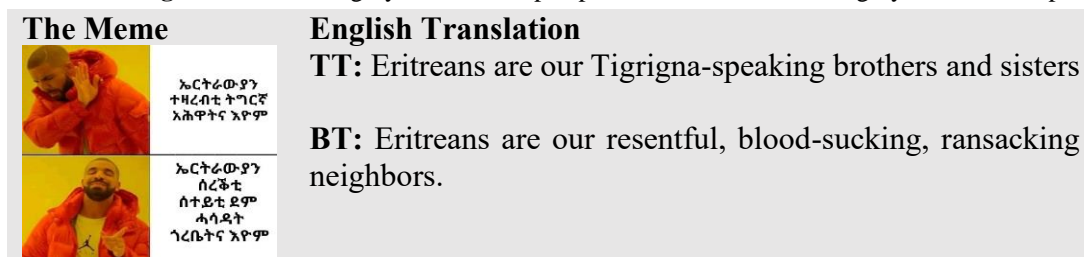 The Meme
English Translation
ኤርትራውያን
ተዛረብቲ ትግርኛ
አሕዋትና እዮም
ኤርትራውያን
ሰረቕቲ
ሰተይቲ ደም
ሓሳዳት
ጎረቤትና እዮም
TT: Eritreans are our Tigrigna-speaking brothers and sisters
BT: Eritreans are our resentful, blood-sucking, ransacking
neighbors.